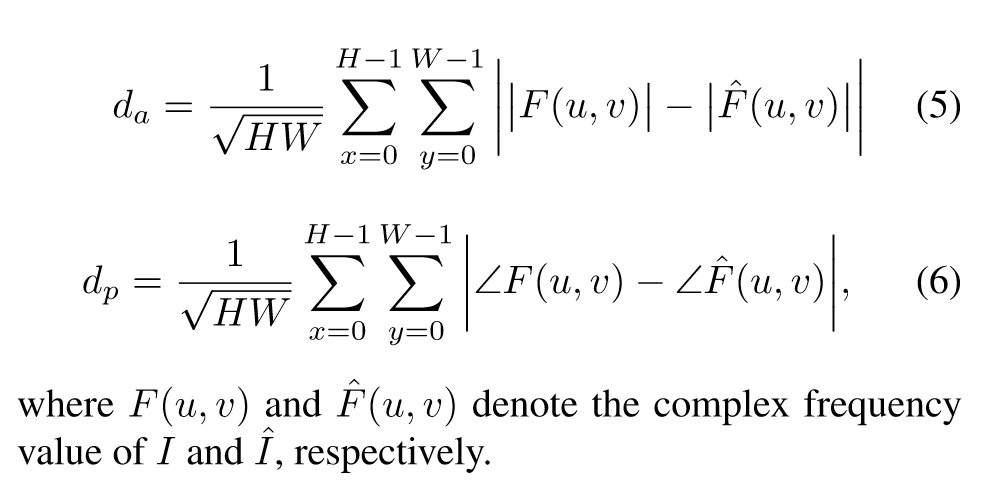 $d_a = \frac{1}{\sqrt{HW}} \sum_{x=0}^{H-1} \sum_{y=0}^{W-1} \left| |F(u,v)| - |\hat{F}(u,v)| \right|$ (5)
$d_p = \frac{1}{\sqrt{HW}} \sum_{x=0}^{H-1} \sum_{y=0}^{W-1} \left| \angle F(u,v) - \angle \hat{F}(u,v) \right|,$ (6)
where $F(u,v)$ and $\hat{F}(u,v)$ denote the complex frequency
value of $I$ and $\hat{I}$, respectively.